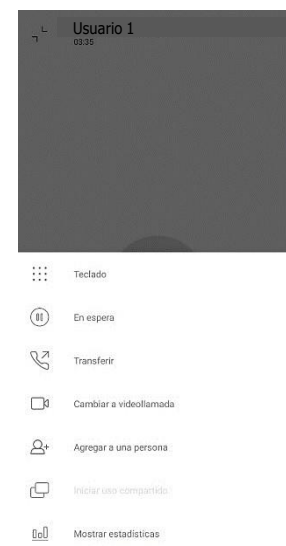 Usuario 1
03:35
Teclado
En espera
Transferir
Cambiar a videollamada
Agregar a una persona
Iniciar uso compartido
Mostrar estadísticas